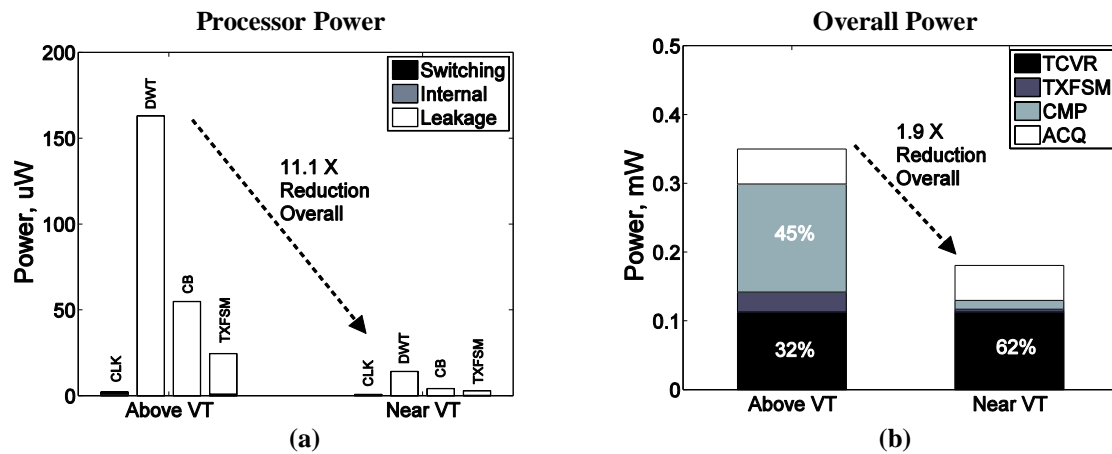 Processor Power
200
150
100
50
0
Power, uW
CLK
DWT
CB
TXFSM
CLK
DWT
CB
TXFSM
Switching
Internal
Leakage
11.1 X
Reduction
Overall
Above VT
Near VT
(a)
Overall Power
0.5
0.4
0.3
0.2
0.1
0
Power, mW
TCVR
TXFSM
CMP
ACQ
1.9 X
Reduction
Overall
45%
32%
62%
Above VT
Near VT
(b)